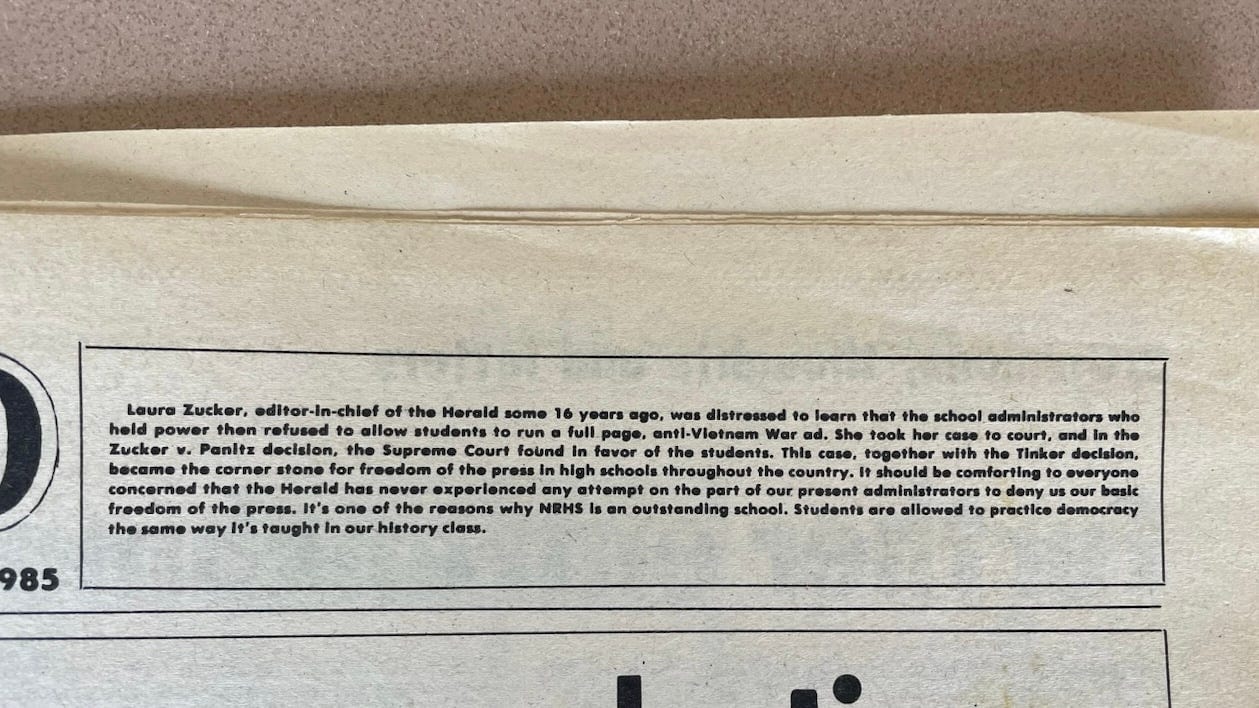 Laura Zucker, editor-in-chief of the Herald some 16 years ago, was distressed to learn that the school administrators who
held power then refused to allow students to run a full page, anti-Vietnam War ad. She took her case to court, and in the
Zucker v. Panitz decision, the Supreme Court found in favor of the students. This case, together with the Tinker decision,
became the corner stone for freedom of the press in high schools throughout the country. It should be comforting to everyone
concerned that the Herald has never experienced any attempt on the part of our present administrators to deny us our basic
freedom of the press. It's one of the reasons why NRHS is an outstanding school. Students are allowed to practice democracy
the same way it's taught in our history class.
985